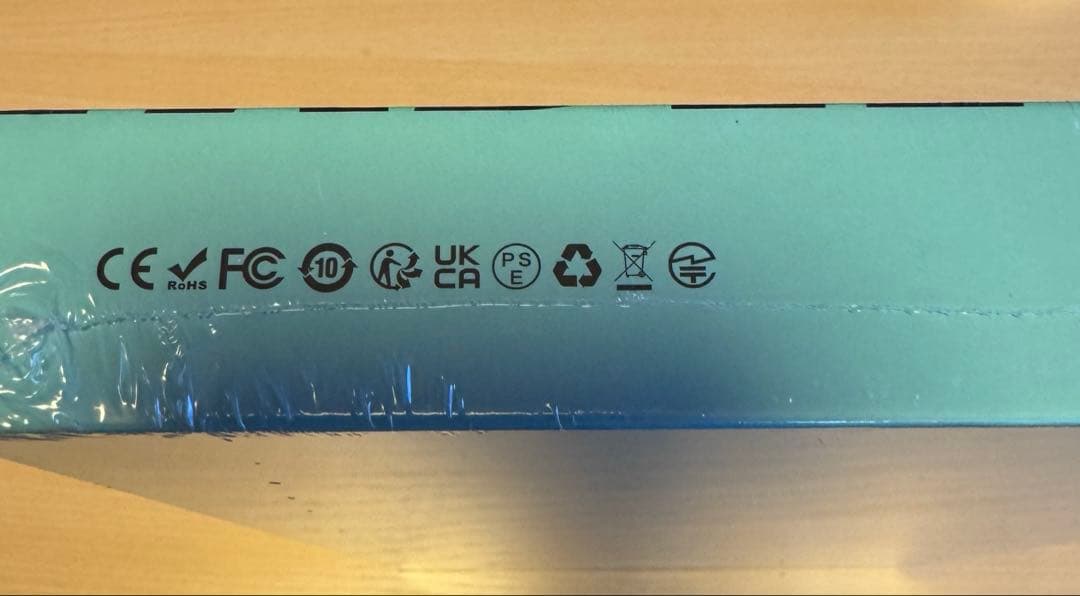 CE RoHS FC 10 UK CA PS E